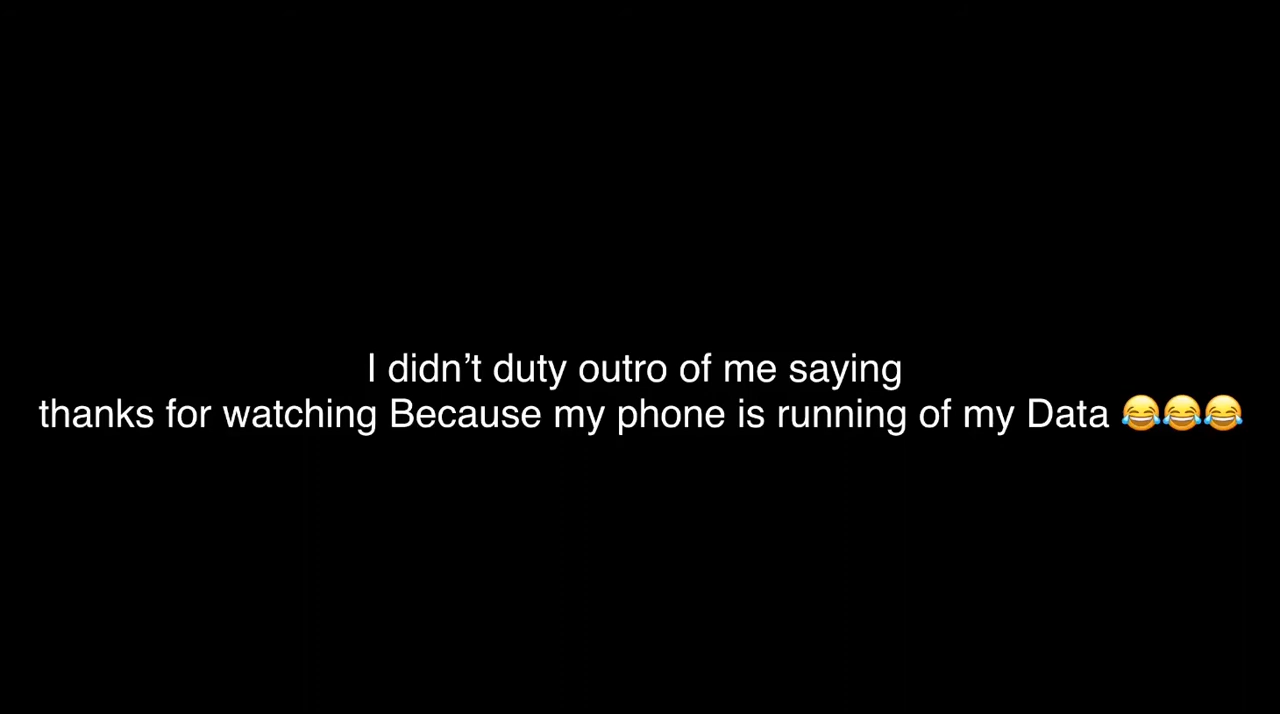 I didn’t duty outro of me saying
thanks for watching Because my phone is running of my Data 😂😂😂